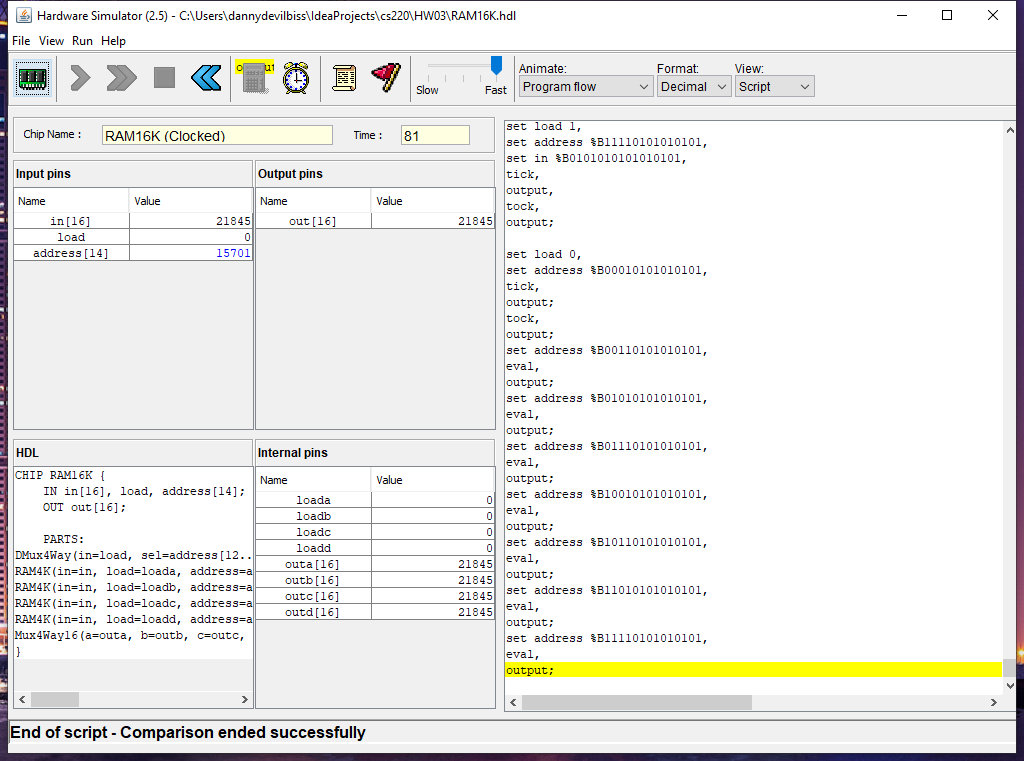 Hardware Simulator (2.5) - C:\Users\dannydevilbiss\IdeaProjects\cs220\HW03\RAM16K.hdl
File View Run Help
Slow
Fast
Animate:
Program flow
Format:
Decimal
View:
Script
Chip Name :
RAM16K (Clocked)
Time :
81
Input pins
Name Value
in[16] 21845
load 0
address[14] 15701
Output pins
Name Value
out[16] 21845
HDL
CHIP RAM16K {
IN in[16], load, address[14];
OUT out[16];
PARTS:
DMux4Way(in=load, sel=address[12..
RAM4K(in=in, load=loada, address=a
RAM4K(in=in, load=loadb, address=a
RAM4K(in=in, load=loadc, address=a
RAM4K(in=in, load=loadd, address=a
Mux4Way16(a=outa, b=outb, c=outc,
}
Internal pins
Name Value
loada 0
loadb 0
loadc 0
loadd 0
outa[16] 21845
outb[16] 21845
outc[16] 21845
outd[16] 21845
set load 1,
set address %B11110101010101,
set in %B0101010101010101,
tick,
output,
tock,
output;
set load 0,
set address %B00010101010101,
tick,
output;
tock,
output;
set address %B00110101010101,
eval,
output;
set address %B01010101010101,
eval,
output;
set address %B01110101010101,
eval,
output;
set address %B10010101010101,
eval,
output;
set address %B10110101010101,
eval,
output;
set address %B11010101010101,
eval,
output;
set address %B11110101010101,
eval,
output;
End of script - Comparison ended successfully